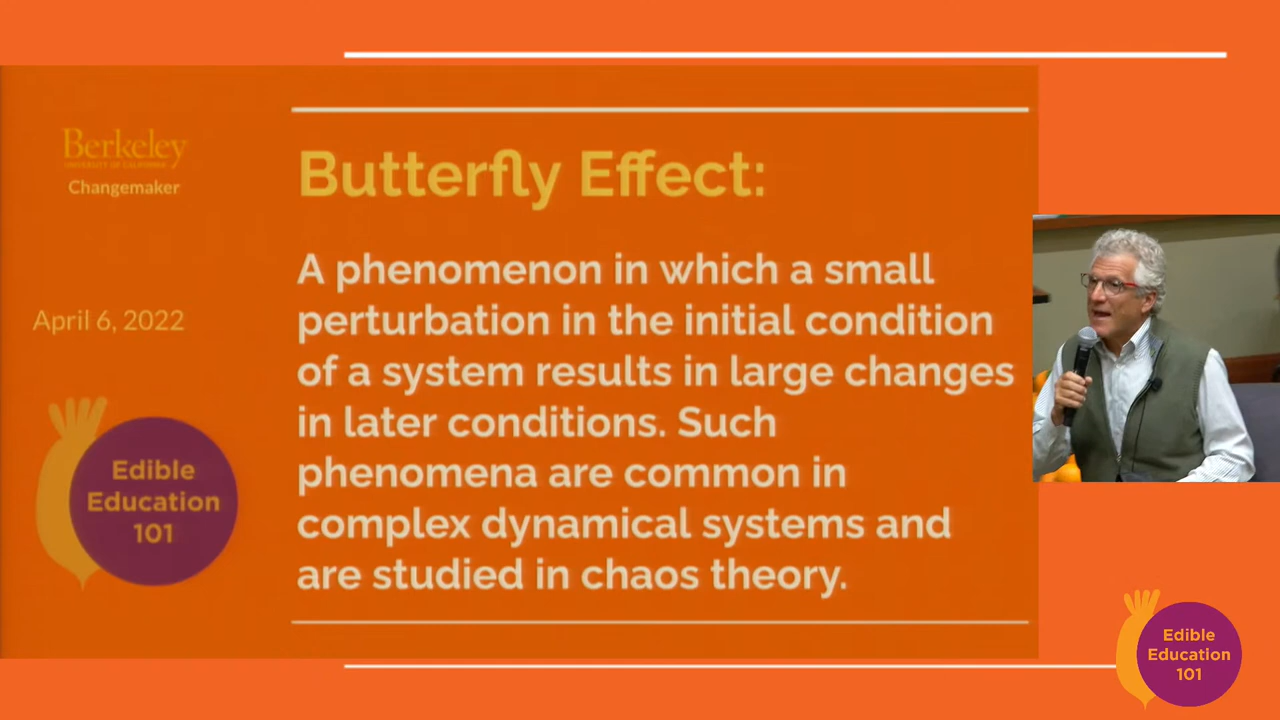 Berkeley
UNIVERSITY OF CALIFORNIA
Changemaker
April 6, 2022
Edible
Education
101
Butterfly Effect:
A phenomenon in which a small
perturbation in the initial condition
of a system results in large changes
in later conditions. Such
phenomena are common in
complex dynamical systems and
are studied in chaos theory.
Edible
Education
101